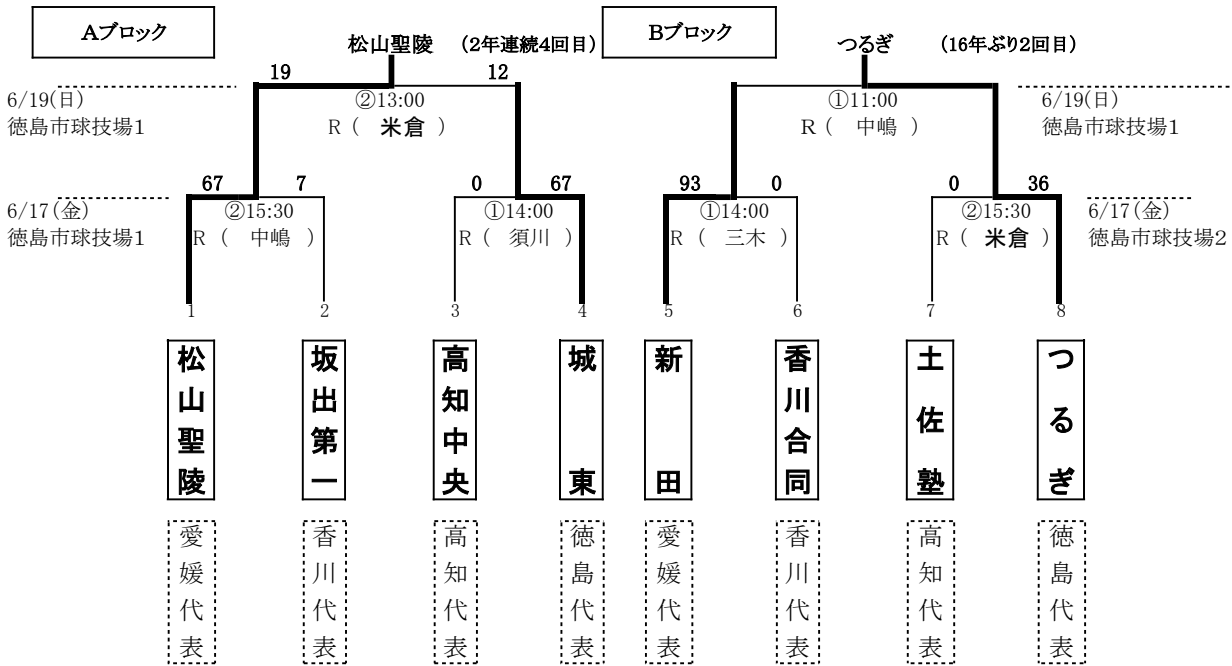 Aブロック
Bブロック
松山聖陵 (2年連続4回目)
つるぎ (16年ぶり2回目)
19 12
6/19(日)
徳島市球技場1
②13:00
R ( 米倉 )
①11:00
R ( 中嶋 )
6/19(日)
徳島市球技場1
67 7 0 67 93 0 0 36
6/17(金)
徳島市球技場1
②15:30
R ( 中嶋 )
①14:00
R ( 須川 )
①14:00
R ( 三木 )
②15:30
R ( 米倉 )
6/17(金)
徳島市球技場2
1 2 3 4 5 6 7 8
松山聖陵
坂出第一
高知中央
城東
新田
香川合同
土佐塾
つるぎ
愛媛代表
香川代表
高知代表
徳島代表
愛媛代表
香川代表
高知代表
徳島代表